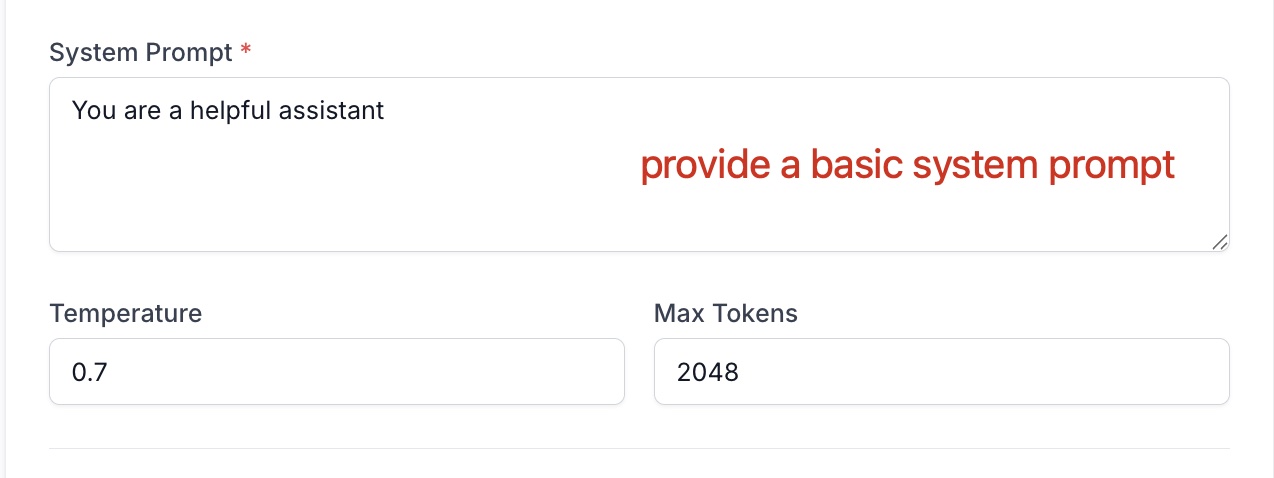 System Prompt *
You are a helpful assistant
provide a basic system prompt
Temperature
Max Tokens
0.7
2048